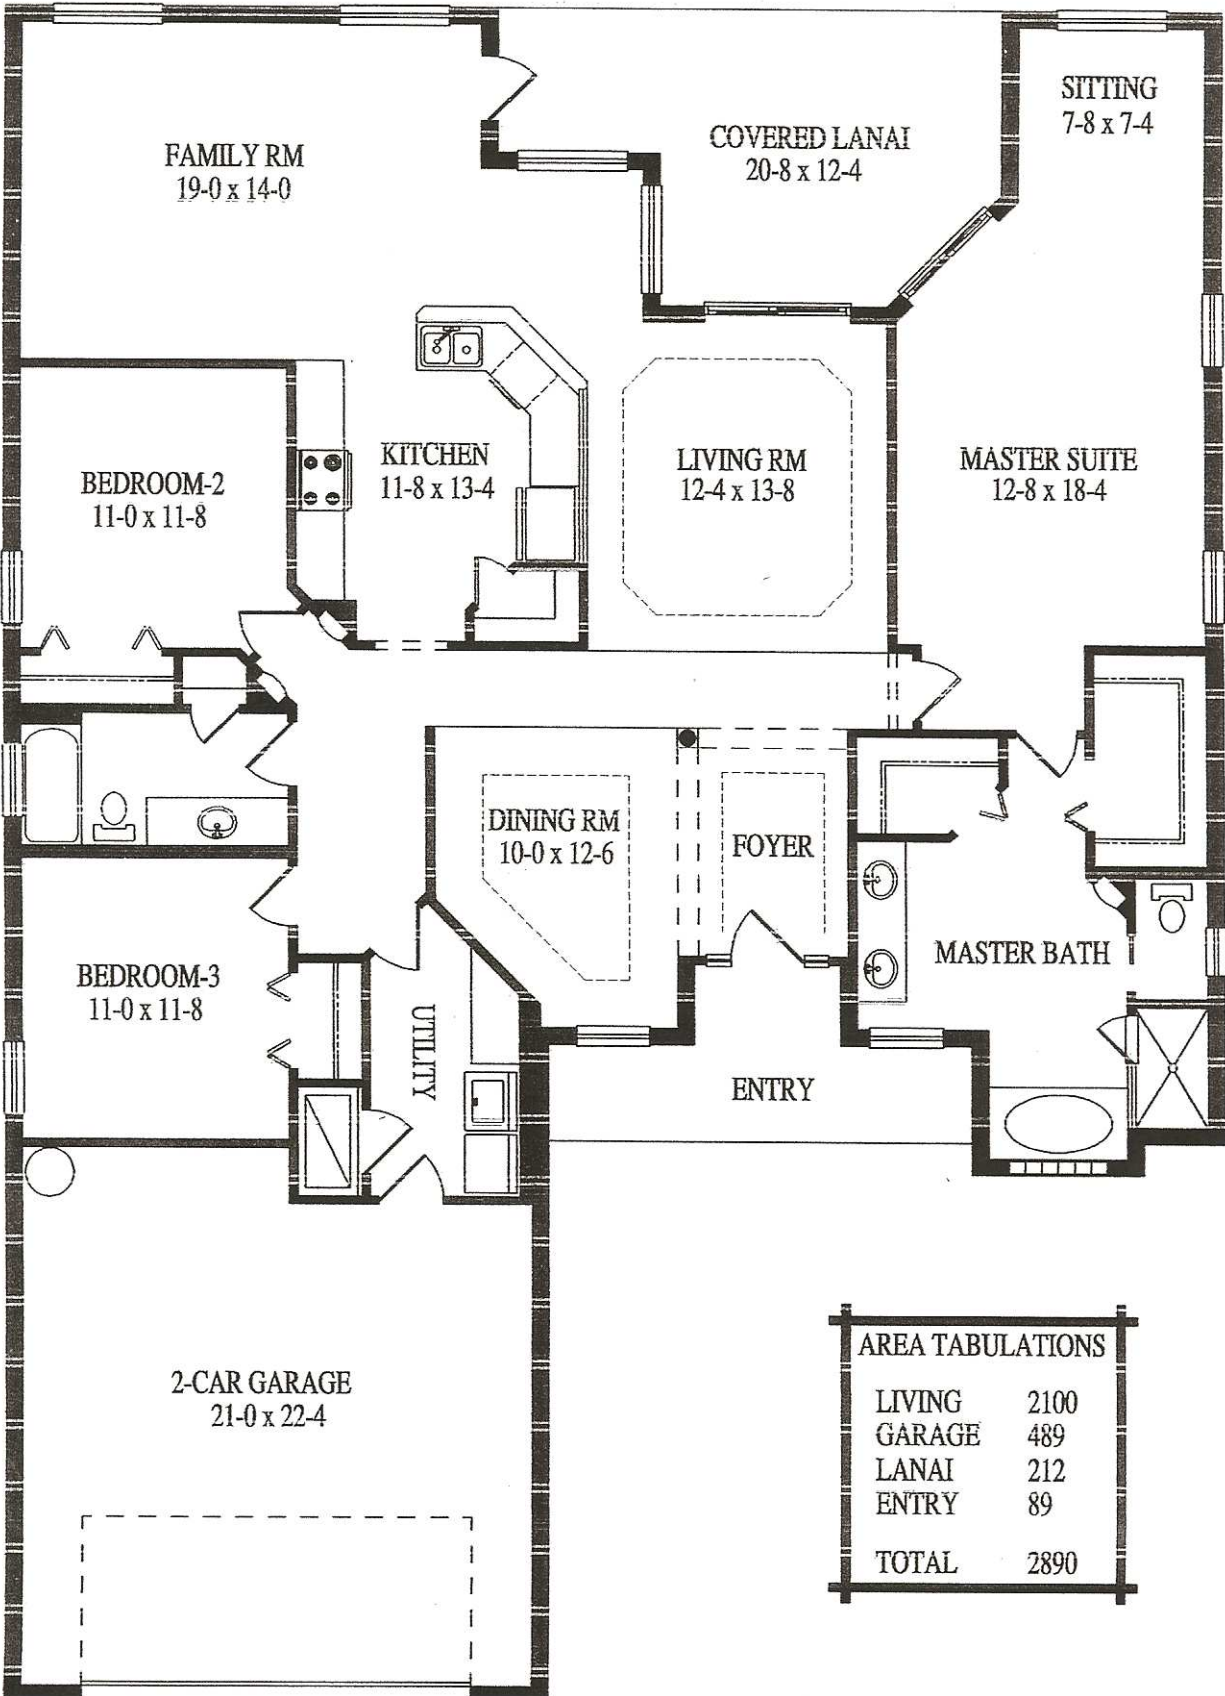 SITTING
7-8 x 7-4
COVERED LANAI
20-8 x 12-4
FAMILY RM
19-0 x 14-0
KITCHEN
11-8 x 13-4
LIVING RM
12-4 x 13-8
MASTER SUITE
12-8 x 18-4
BEDROOM-2
11-0 x 11-8
DINING RM
10-0 x 12-6
FOYER
MASTER BATH
BEDROOM-3
11-0 x 11-8
UTILITY
ENTRY
2-CAR GARAGE
21-0 x 22-4
AREA TABULATIONS
LIVING 2100
GARAGE 489
LANAI 212
ENTRY 89
TOTAL 2890